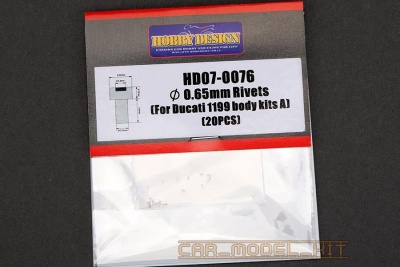 HOBBY DESIGN
HD07-0076
Ø 0.65mm Rivets
(For Ducati 1199 body kits A)
(20PCS)
CAR_MODEL_KIT